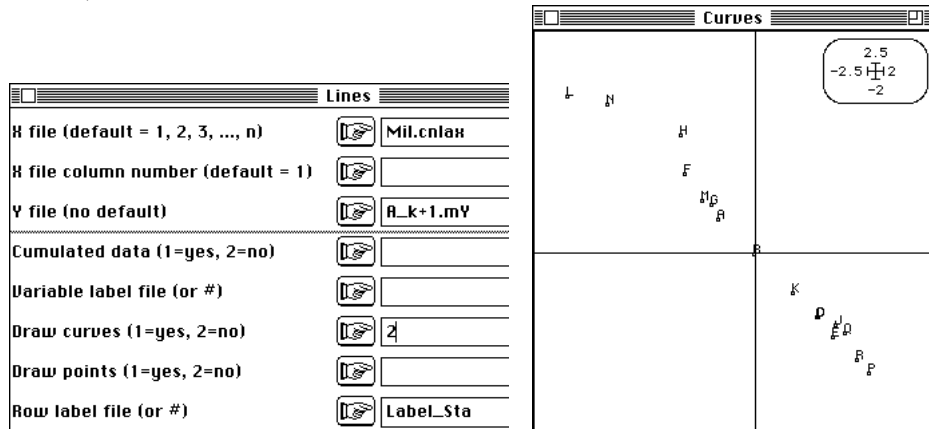 Lines
X file (default = 1, 2, 3, ..., n) Mil.cnlax
X file column number (default = 1)
Y file (no default) A_k+1.mY
Cumulated data (1=yes, 2=no)
Variable label file (or #)
Draw curves (1=yes, 2=no) 2
Draw points (1=yes, 2=no)
Row label file (or #) Label_Sta
Curves
2.5
-2.5 2
-2
L
N
H
F
M G
A
B
K
J
E Q
R
P